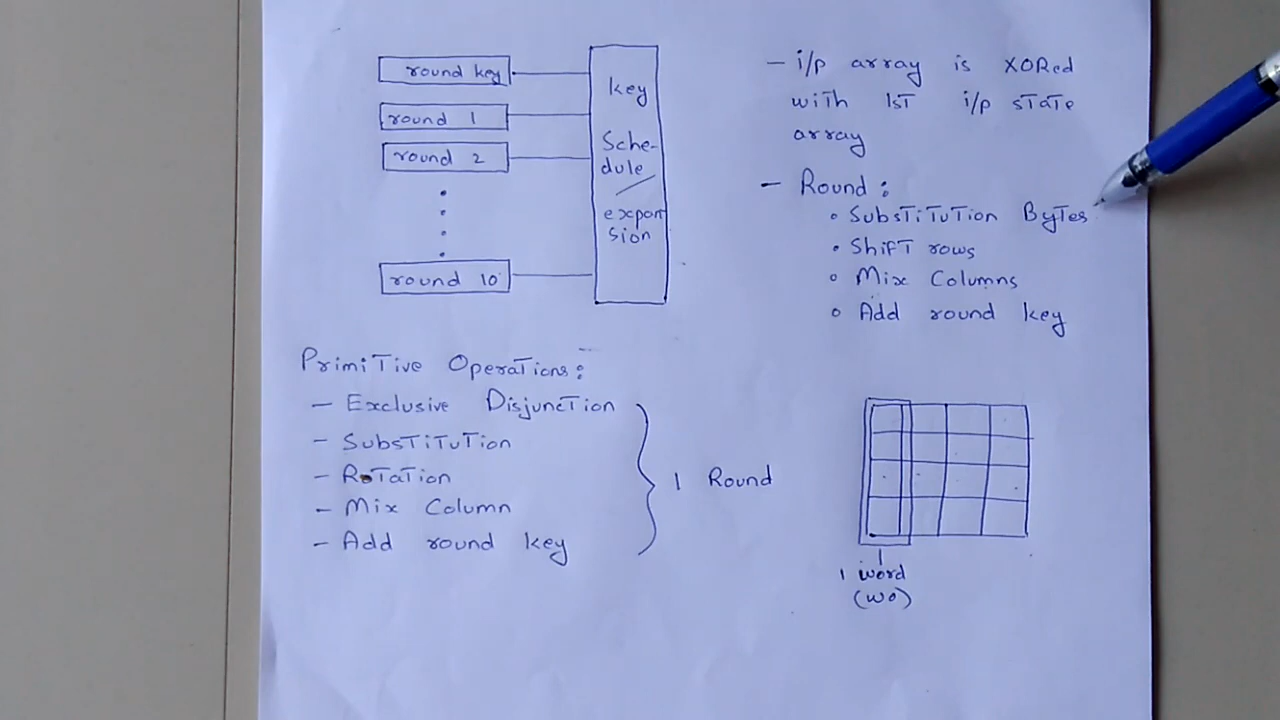 round key
round 1
round 2
round 10
key
Sche-
dule
/
expan
sion
- i/p array is XORed
with 1st i/p state
array
- Round:
• Substitution Bytes
• Shift rows
• Mix Columns
• Add round key
Primitive Operations:
- Exclusive Disjunction
- Substitution
- Rotation
- Mix Column
- Add round key
1 Round
1 word
(w0)